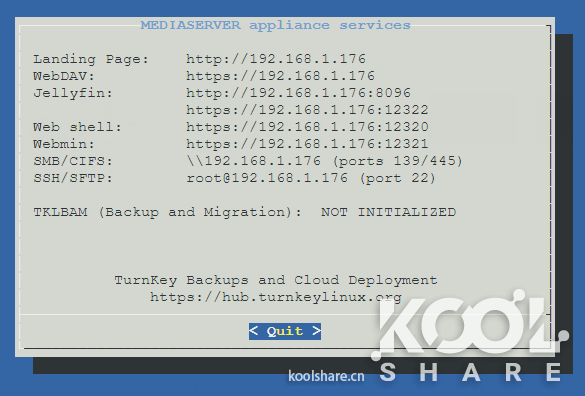 MEDIASERVER appliance services
Landing Page: http://192.168.1.176
WebDAV: https://192.168.1.176
Jellyfin: http://192.168.1.176:8096
https://192.168.1.176:12322
Web shell: https://192.168.1.176:12320
Webmin: https://192.168.1.176:12321
SMB/CIFS: \\192.168.1.176 (ports 139/445)
SSH/SFTP: root@192.168.1.176 (port 22)
TKLBAM (Backup and Migration): NOT INITIALIZED
TurnKey Backups and Cloud Deployment
https://hub.turnkeylinux.org
< Quit >
KOOL
SHARE
koolshare.cn